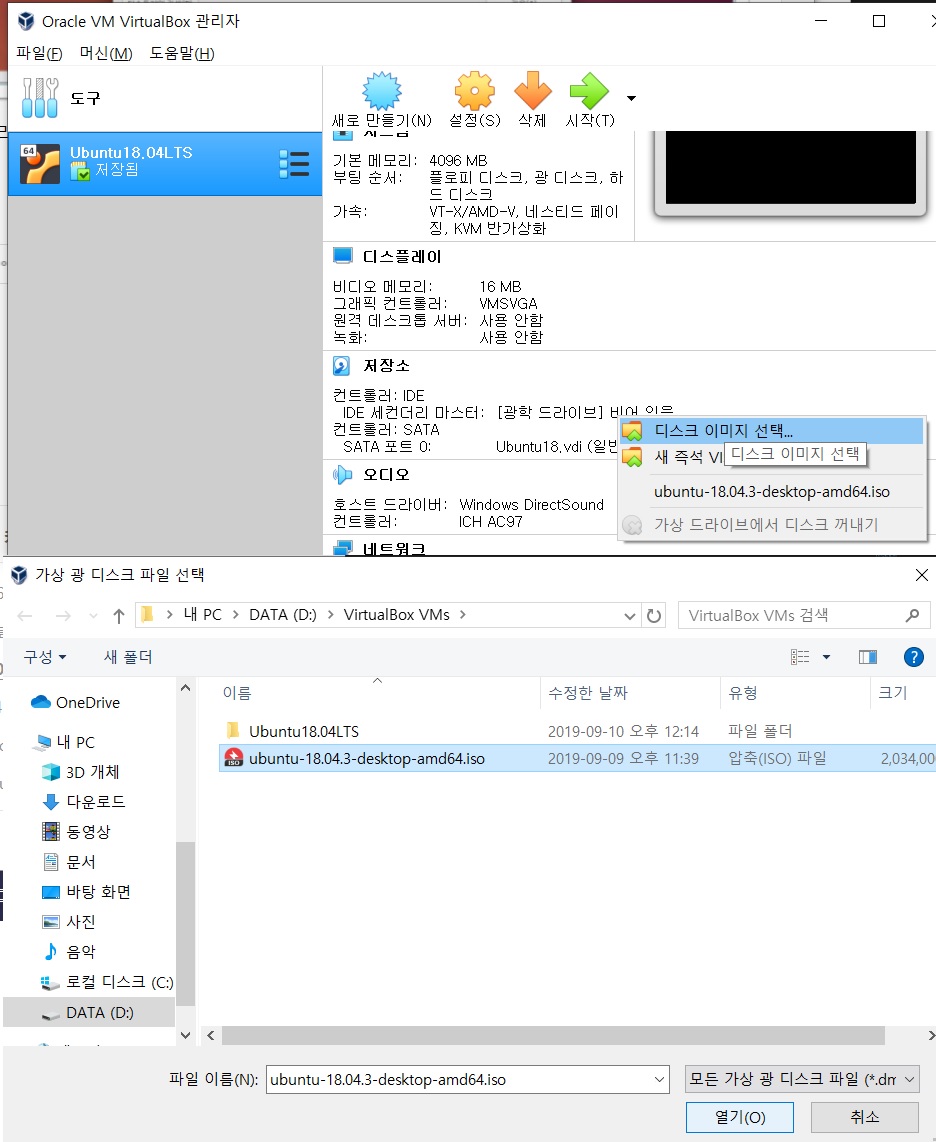 Oracle VM VirtualBox 관리자
파일(F) 머신(M) 도움말(H)
도구
새로 만들기(N) 설정(S) 삭제 시작(T)
64
Ubuntu18.04LTS
저장됨
기본 메모리: 4096 MB
부팅 순서: 플로피 디스크, 광 디스크, 하
드 디스크
가속: VT-X/AMD-V, 네스티드 페이
징, KVM 반가상화
디스플레이
비디오 메모리: 16 MB
그래픽 컨트롤러: VMSVGA
원격 데스크톱 서버: 사용 안함
녹화: 사용 안함
저장소
컨트롤러: IDE
IDE 세컨더리 마스터: [광학 드라이브] 비어 있음
컨트롤러: SATA
SATA 포트 0: Ubuntu18.vdi (일반
디스크 이미지 선택...
새 즉석 VI
디스크 이미지 선택
ubuntu-18.04.3-desktop-amd64.iso
가상 드라이브에서 디스크 꺼내기
오디오
호스트 드라이버: Windows DirectSound
컨트롤러: ICH AC97
네트워크
가상 광 디스크 파일 선택
내 PC > DATA (D:) > VirtualBox VMs >
VirtualBox VMs 검색
구성 새 폴더
이름 수정한 날짜 유형 크기
Ubuntu18.04LTS 2019-09-10 오후 12:14 파일 폴더
ISO ubuntu-18.04.3-desktop-amd64.iso 2019-09-09 오후 11:39 압축(ISO) 파일 2,034,00
OneDrive
내 PC
3D 개체
다운로드
동영상
문서
바탕 화면
사진
음악
로컬 디스크 (C:)
DATA (D:)
파일 이름(N): ubuntu-18.04.3-desktop-amd64.iso 모든 가상 광 디스크 파일 (*.dm
열기(O) 취소